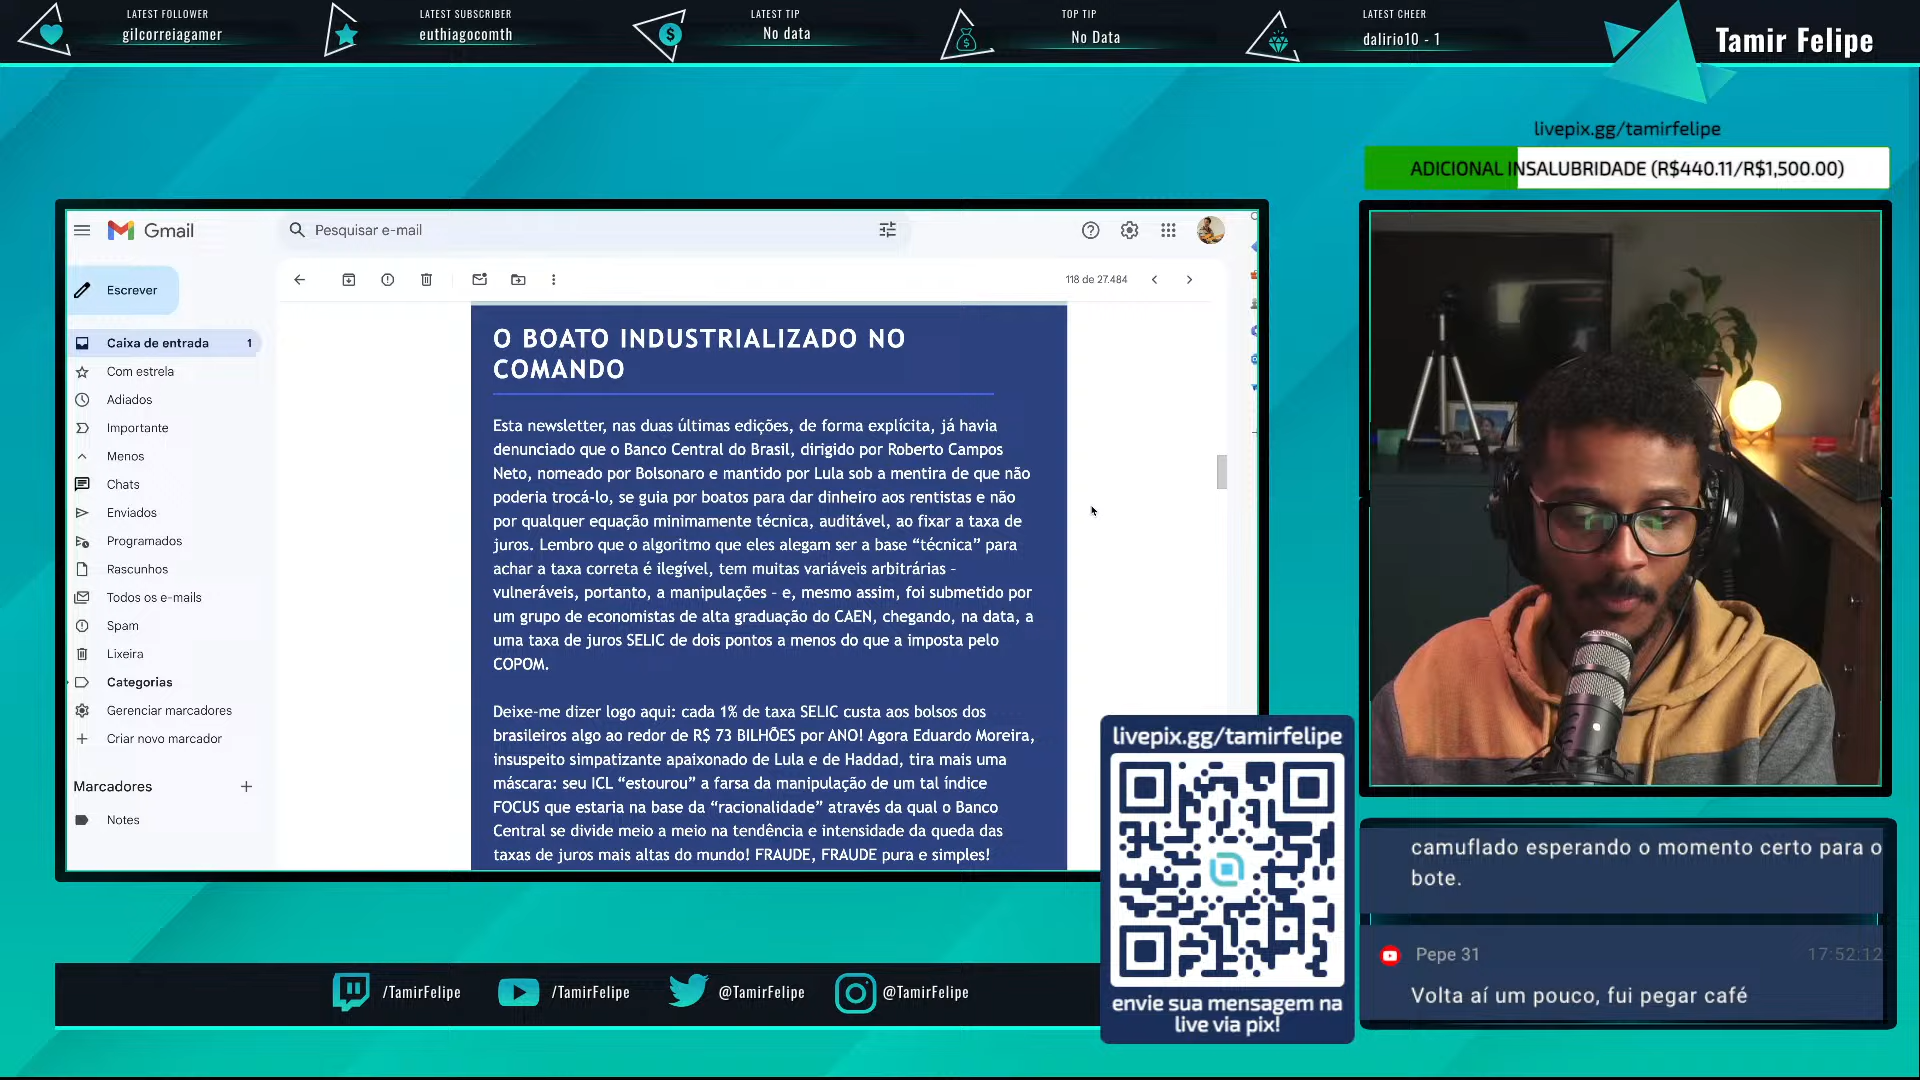 LATEST FOLLOWER
gilcorreiagamer
LATEST SUBSCRIBER
euthiagocomth
LATEST TIP
No data
TOP TIP
No Data
LATEST CHEER
dalirio10 - 1
Tamir Felipe
livepix.gg/tamirfelipe
ADICIONAL INSALUBRIDADE (R$440.11/R$1,500.00)
Gmail
Pesquisar e-mail
Escrever
118 de 27.484
Caixa de entrada 1
Com estrela
Adiados
Importante
Menos
Chats
Enviados
Programados
Rascunhos
Todos os e-mails
Spam
Lixeira
Categorias
Gerenciar marcadores
Criar novo marcador
Marcadores
Notes
O BOATO INDUSTRIALIZADO NO
COMANDO
Esta newsletter, nas duas últimas edições, de forma explícita, já havia
denunciado que o Banco Central do Brasil, dirigido por Roberto Campos
Neto, nomeado por Bolsonaro e mantido por Lula sob a mentira de que não
poderia trocá-lo, se guia por boatos para dar dinheiro aos rentistas e não
por qualquer equação minimamente técnica, auditável, ao fixar a taxa de
juros. Lembro que o algoritmo que eles alegam ser a base “técnica” para
achar a taxa correta é ilegível, tem muitas variáveis arbitrárias –
vulneráveis, portanto, a manipulações – e, mesmo assim, foi submetido por
um grupo de economistas de alta graduação do CAEN, chegando, na data, a
uma taxa de juros SELIC de dois pontos a menos do que a imposta pelo
COPOM.
Deixe-me dizer logo aqui: cada 1% de taxa SELIC custa aos bolsos dos
brasileiros algo ao redor de R$ 73 BILHÕES por ANO! Agora Eduardo Moreira,
insuspeito simpatizante apaixonado de Lula e de Haddad, tira mais uma
máscara: seu ICL “estourou” a farsa da manipulação de um tal índice
FOCUS que estaria na base da “racionalidade” através da qual o Banco
Central se divide meio a meio na tendência e intensidade da queda das
taxas de juros mais altas do mundo! FRAUDE, FRAUDE pura e simples!
livepix.gg/tamirfelipe
envie sua mensagem na
live via pix!
camuflado esperando o momento certo para o
bote.
Pepe 31 17:52:12
Volta aí um pouco, fui pegar café
/TamirFelipe
/TamirFelipe
@TamirFelipe
@TamirFelipe